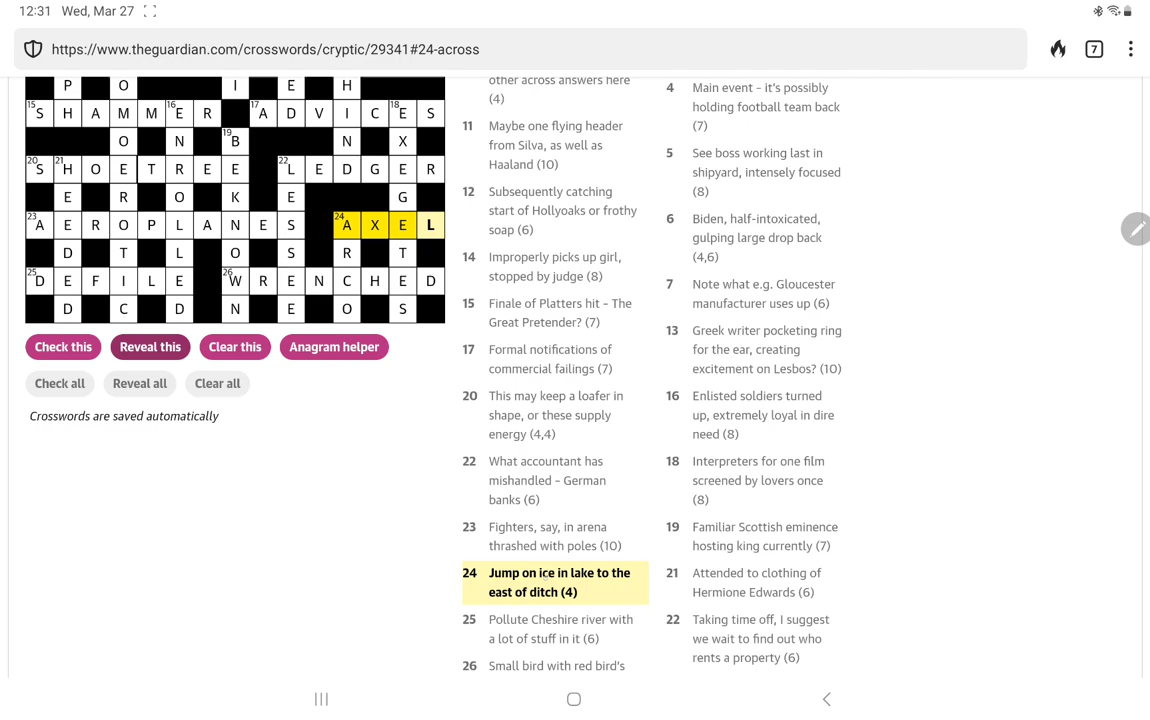 12:31 Wed, Mar 27
https://www.theguardian.com/crosswords/cryptic/29341#24-across
7
P O I E H
15 S H A M M 16 E R 17 A D V I C 18 E S
O N 19 B N X
20 S 21 H O E T R E E 22 L E D G E R
E R O K E G
23 A E R O P L A N E S 24 A X E L
D T L O S R T
25 D E F I L E 26 W R E N C H E D
D C D N E O S
Check this
Reveal this
Clear this
Anagram helper
Check all
Reveal all
Clear all
Crosswords are saved automatically
other across answers here
(4)
11 Maybe one flying header
from Silva, as well as
Haaland (10)
12 Subsequently catching
start of Hollyoaks or frothy
soap (6)
14 Improperly picks up girl,
stopped by judge (8)
15 Finale of Platters hit - The
Great Pretender? (7)
17 Formal notifications of
commercial failings (7)
20 This may keep a loafer in
shape, or these supply
energy (4,4)
22 What accountant has
mishandled - German
banks (6)
23 Fighters, say, in arena
thrashed with poles (10)
24 Jump on ice in lake to the
east of ditch (4)
25 Pollute Cheshire river with
a lot of stuff in it (6)
26 Small bird with red bird's
4 Main event - it's possibly
holding football team back
(7)
5 See boss working last in
shipyard, intensely focused
(8)
6 Biden, half-intoxicated,
gulping large drop back
(4,6)
7 Note what e.g. Gloucester
manufacturer uses up (6)
13 Greek writer pocketing ring
for the ear, creating
excitement on Lesbos? (10)
16 Enlisted soldiers turned
up, extremely loyal in dire
need (8)
18 Interpreters for one film
screened by lovers once
(8)
19 Familiar Scottish eminence
hosting king currently (7)
21 Attended to clothing of
Hermione Edwards (6)
22 Taking time off, I suggest
we wait to find out who
rents a property (6)